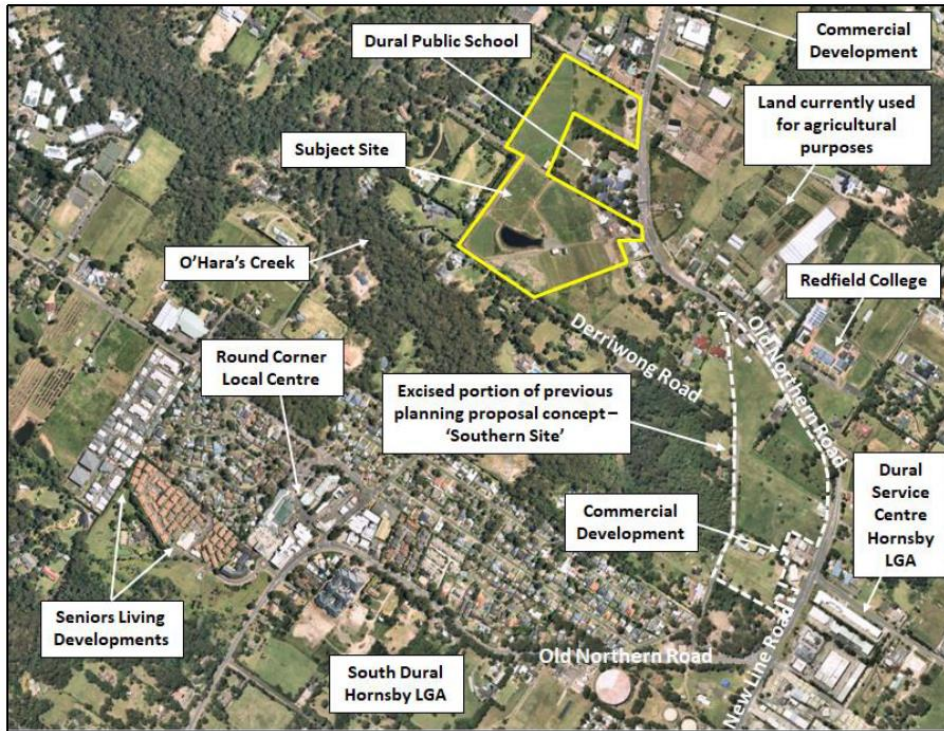 Commercial
Development
Dural Public School
Land currently used
for agricultural
purposes
Subject Site
O'Hara's Creek
Redfield College
Old Northern Road
Derriwong Road
Round Corner
Local Centre
Excised portion of previous
planning proposal concept –
'Southern Site'
Dural
Service
Centre
Hornsby
LGA
Commercial
Development
Seniors Living
Developments
South Dural
Hornsby LGA
Old Northern Road
New Line Road